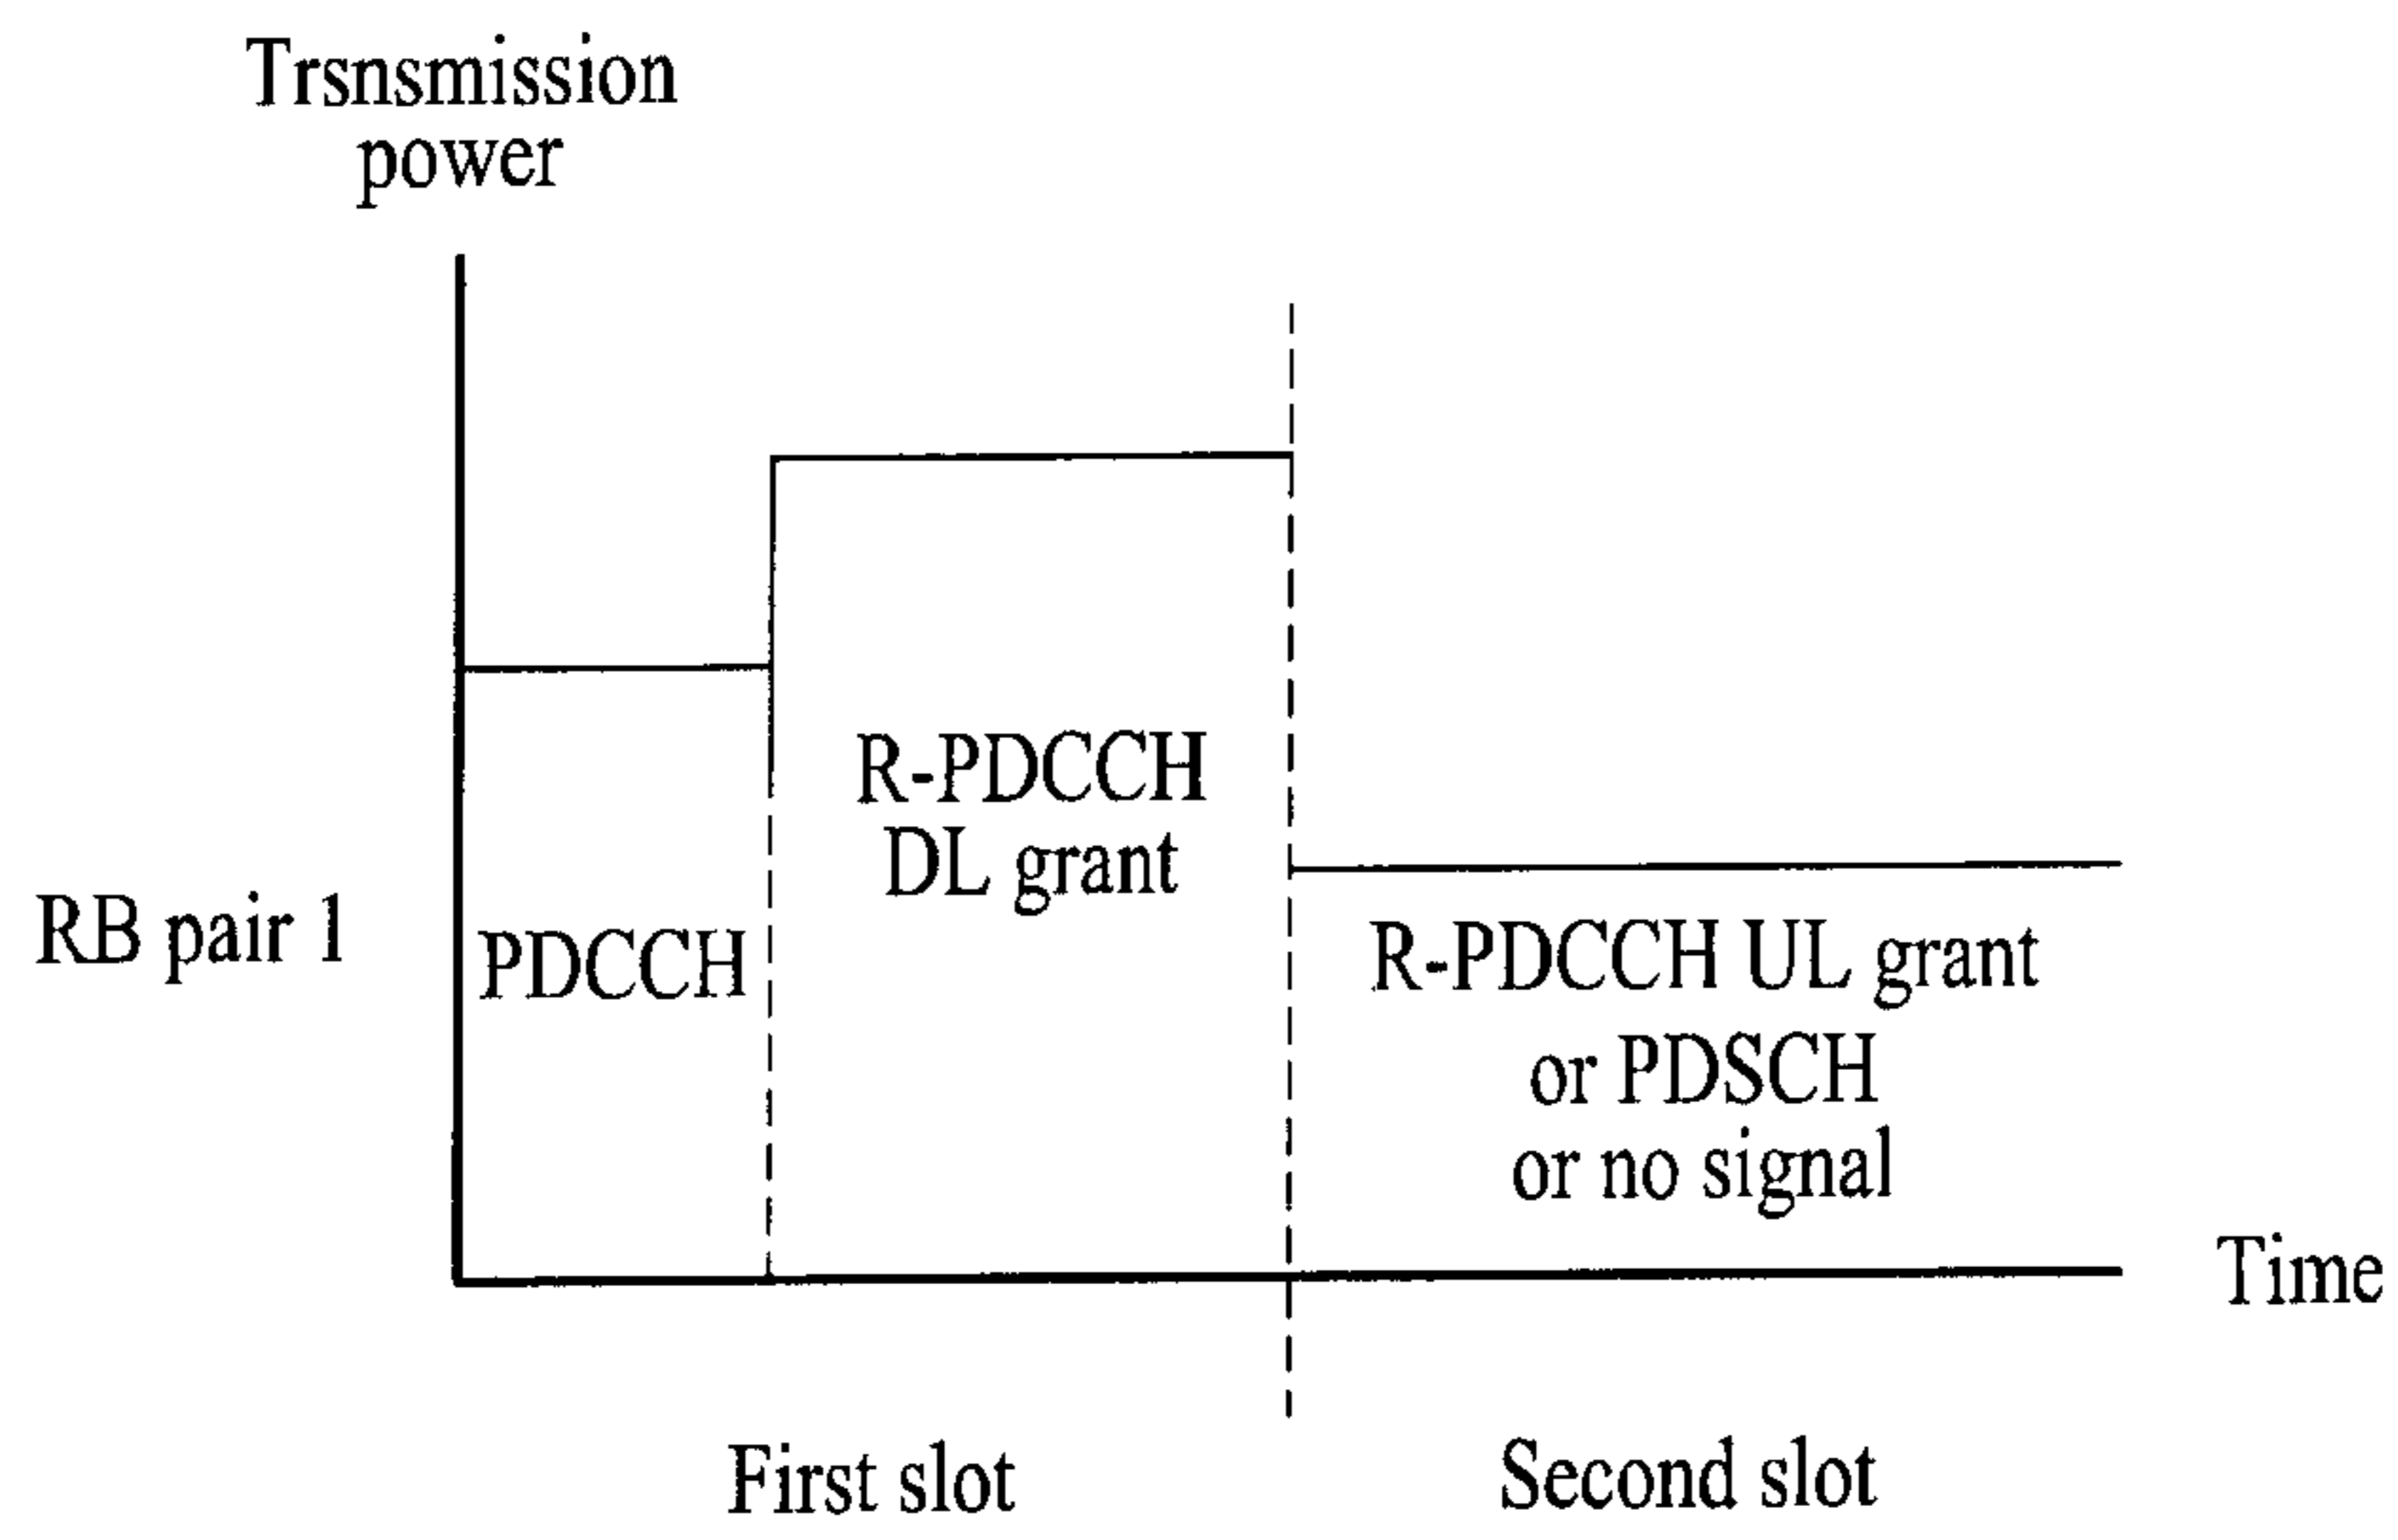 Trsnsmission
power
R-PDCCH
DL grant
RB pair 1
PDCCH
R-PDCCH UL grant
or PDSCH
or no signal
Time
First slot
Second slot